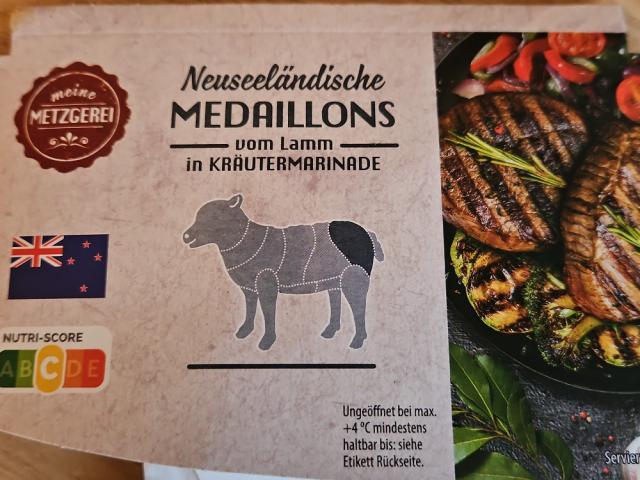 meine
METZGEREI
Neuseeländische
MEDAILLONS
vom Lamm
in KRÄUTERMARINADE
NUTRI-SCORE
A B C D E
Ungeöffnet bei max.
+4 °C mindestens
haltbar bis: siehe
Etikett Rückseite.